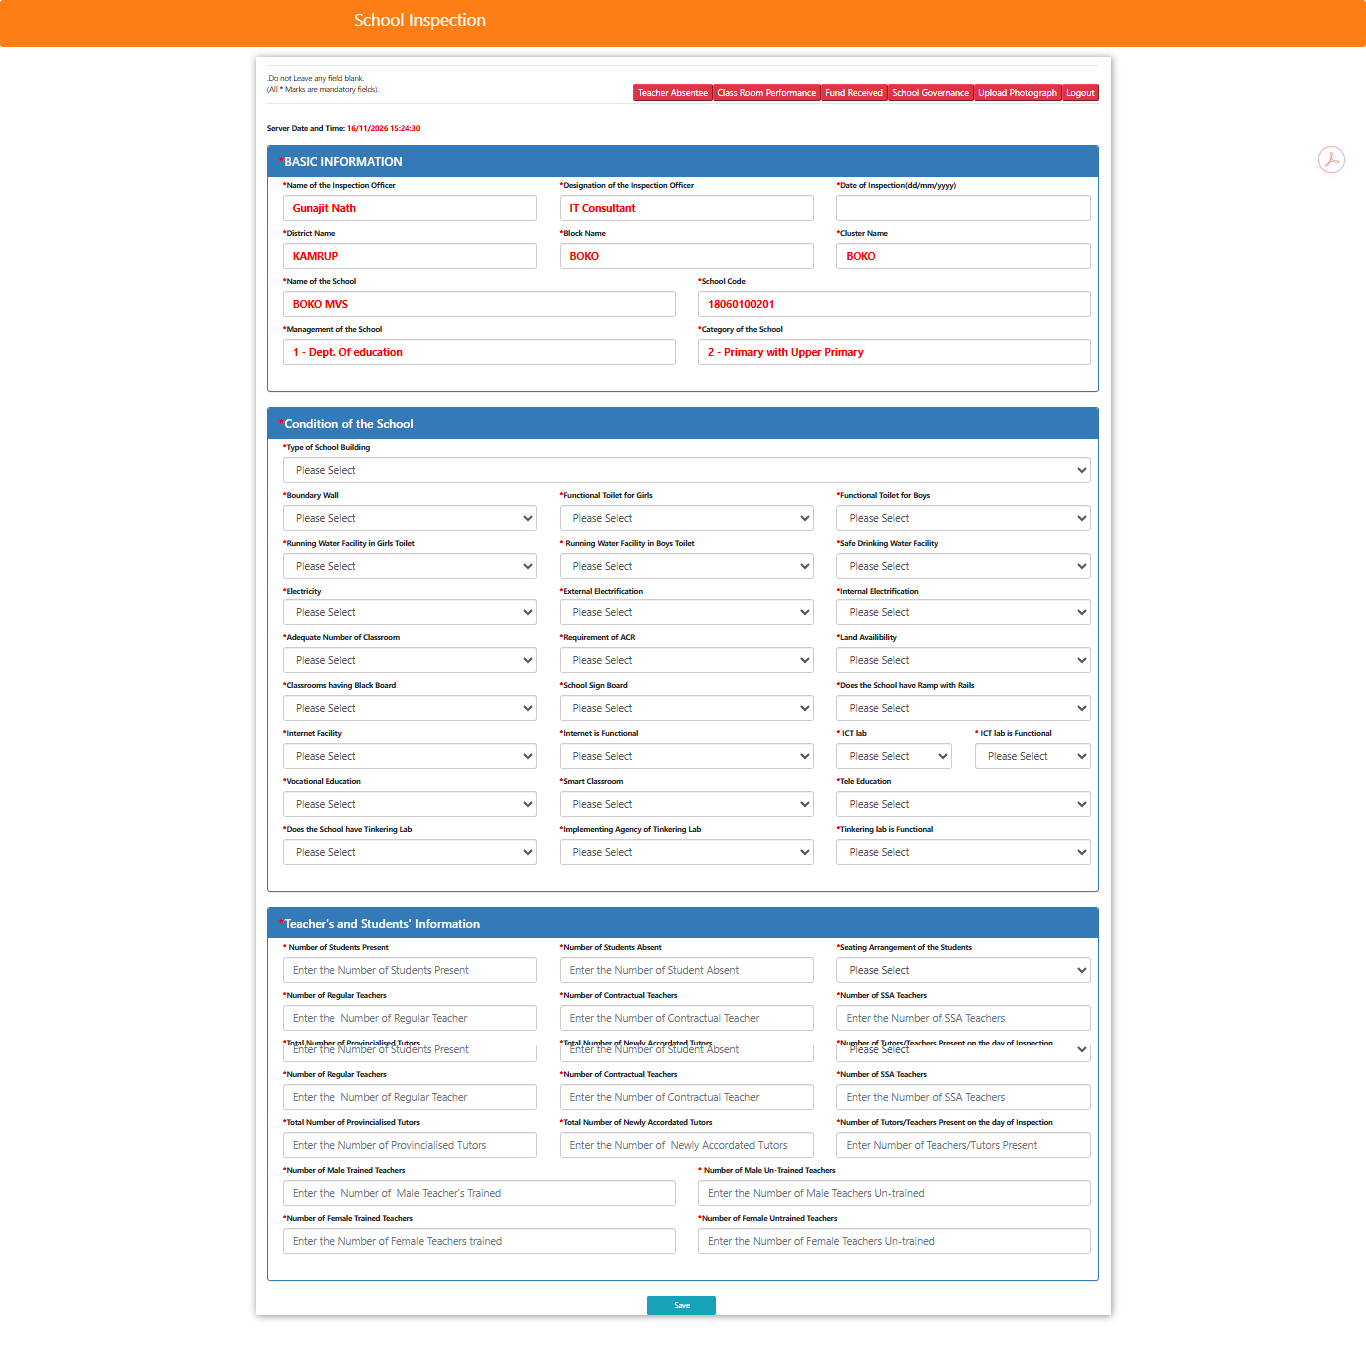 School Inspection
.Do not Leave any field blank.
(All * Marks are mandatory fields).
Teacher Absentee Class Room Performance Fund Received School Governance Upload Photograph Logout
Server Date and Time: 16/11/2026 15:24:30
*BASIC INFORMATION
*Name of the Inspection Officer *Designation of the Inspection Officer *Date of Inspection(dd/mm/yyyy)
Gunajit Nath IT Consultant
*District Name *Block Name *Cluster Name
KAMRUP BOKO BOKO
*Name of the School *School Code
BOKO MVS 18060100201
*Management of the School *Category of the School
1 - Dept. Of education 2 - Primary with Upper Primary
*Condition of the School
*Type of School Building
Please Select
*Boundary Wall *Functional Toilet for Girls *Functional Toilet for Boys
Please Select Please Select Please Select
*Running Water Facility in Girls Toilet * Running Water Facility in Boys Toilet *Safe Drinking Water Facility
Please Select Please Select Please Select
*Electricity *External Electrification *Internal Electrification
Please Select Please Select Please Select
*Adequate Number of Classroom *Requirement of ACR *Land Availibility
Please Select Please Select Please Select
*Classrooms having Black Board *School Sign Board *Does the School have Ramp with Rails
Please Select Please Select Please Select
*Internet Facility *Internet is Functional * ICT lab * ICT lab is Functional
Please Select Please Select Please Select Please Select
*Vocational Education *Smart Classroom *Tele Education
Please Select Please Select Please Select
*Does the School have Tinkering Lab *Implementing Agency of Tinkering Lab *Tinkering lab is Functional
Please Select Please Select Please Select
*Teacher's and Students' Information
* Number of Students Present *Number of Students Absent *Seating Arrangement of the Students
Enter the Number of Students Present Enter the Number of Student Absent Please Select
*Number of Regular Teachers *Number of Contractual Teachers *Number of SSA Teachers
Enter the  Number of Regular Teacher Enter the Number of Contractual Teacher Enter the Number of SSA Teachers
*Total Number of Provincialised Tutors *Total Number of Newly Accordated Tutors *Number of Tutors/Teachers Present on the day of Inspection
Enter the Number of Students Present Enter the Number of Student Absent Please Select
*Number of Regular Teachers *Number of Contractual Teachers *Number of SSA Teachers
Enter the  Number of Regular Teacher Enter the Number of Contractual Teacher Enter the Number of SSA Teachers
*Total Number of Provincialised Tutors *Total Number of Newly Accordated Tutors *Number of Tutors/Teachers Present on the day of Inspection
Enter the Number of Provincialised Tutors Enter the Number of  Newly Accordated Tutors Enter Number of Teachers/Tutors Present
*Number of Male Trained Teachers * Number of Male Un-Trained Teachers
Enter the  Number of  Male Teacher's Trained Enter the Number of Male Teachers Un-trained
*Number of Female Trained Teachers *Number of Female Untrained Teachers
Enter the Number of Female Teachers trained Enter the Number of Female Teachers Un-trained
Save